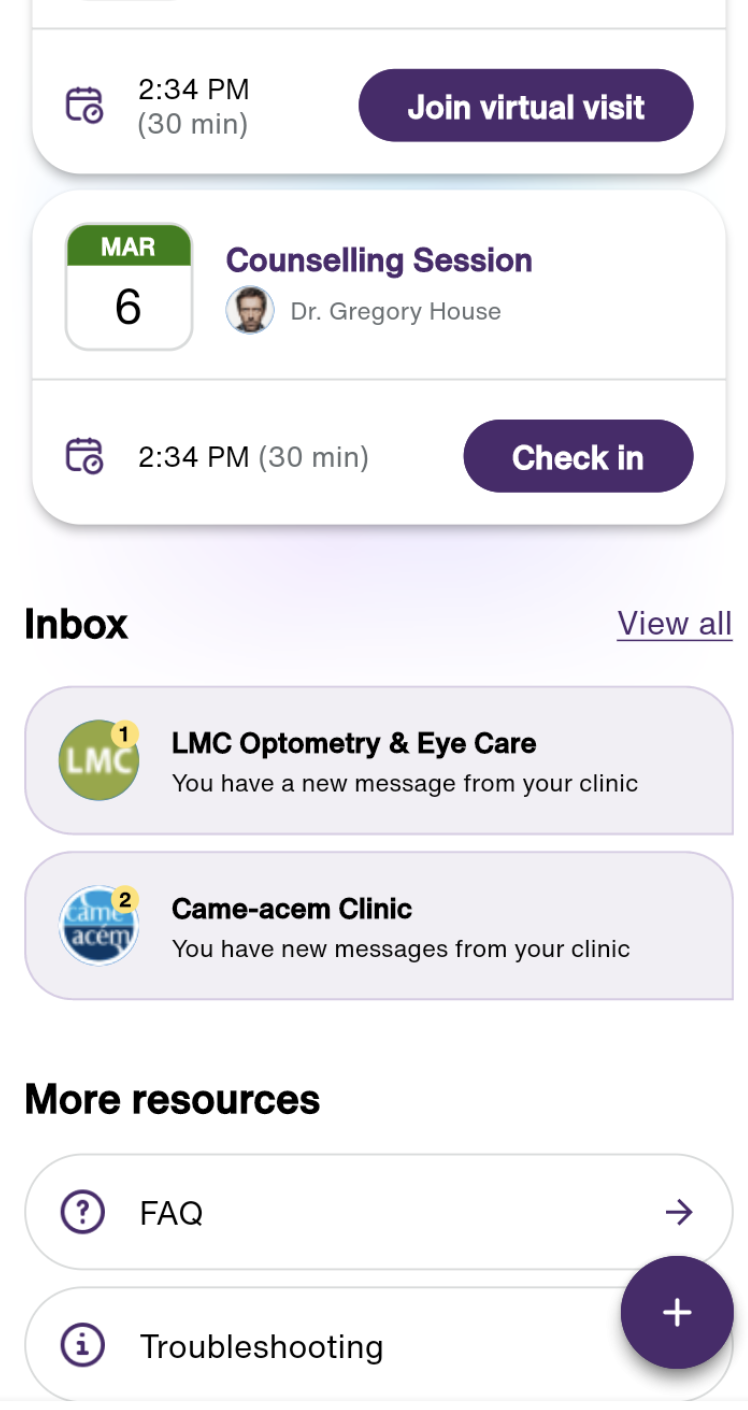 2:34 PM
(30 min)
Join virtual visit
MAR
6
Counselling Session
Dr. Gregory House
2:34 PM (30 min)
Check in
Inbox
View all
1
LMC
LMC Optometry & Eye Care
You have a new message from your clinic
2
came
acém
Came-acem Clinic
You have new messages from your clinic
More resources
FAQ
Troubleshooting